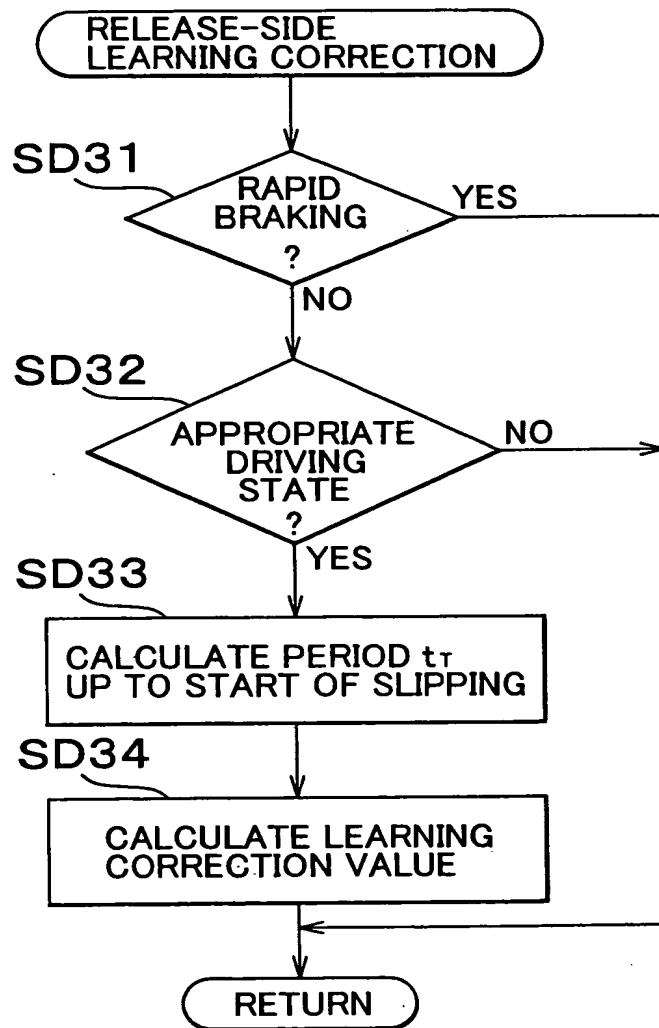 RELEASE-SIDE
LEARNING CORRECTION
SD31
RAPID
BRAKING
?
YES
NO
SD32
APPROPRIATE
DRIVING
STATE
?
NO
YES
SD33
CALCULATE PERIOD tT
UP TO START OF SLIPPING
SD34
CALCULATE LEARNING
CORRECTION VALUE
RETURN